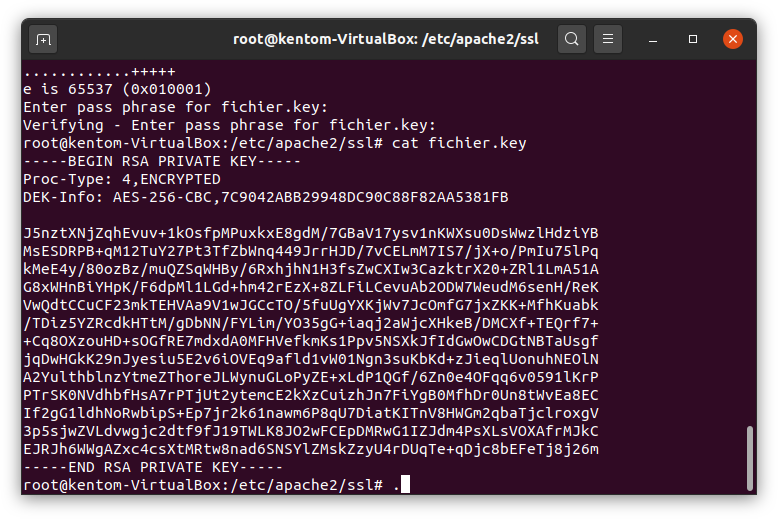 root@kentom-VirtualBox: /etc/apache2/ssl
............+++++
e is 65537 (0x010001)
Enter pass phrase for fichier.key:
Verifying - Enter pass phrase for fichier.key:
root@kentom-VirtualBox:/etc/apache2/ssl# cat fichier.key
-----BEGIN RSA PRIVATE KEY-----
Proc-Type: 4,ENCRYPTED
DEK-Info: AES-256-CBC,7C9042ABB29948DC90C88F82AA5381FB
J5nztXNjZqhEvuv+1kOsfpMPuxkxE8gdM/7GBaV17ysv1nKWXsu0DsWwzlHdziYB
MsESDRPB+qM12TuY27Pt3TfZbWnq449JrrHJD/7vCELmM7IS7/jX+o/PmIu75lPq
kMeE4y/80ozBz/muQZSqWHBy/6RxhjhN1H3fsZwCXIw3CazktrX20+ZRl1LmA51A
G8xWHnBiYHpK/F6dpMl1LGd+hm42rEzX+8ZLFiLCevuAb2ODW7WeudM6senH/ReK
VwQdtCCuCF23mkTEHVAa9V1wJGCcTO/5fuUgYXKjWv7JcOmfG7jxZKK+MfhKuabk
/TDiz5YZRcdkHTtM/gDbNN/FYLim/YO35gG+iaqj2aWjcXHkeB/DMCXf+TEQrf7+
+Cq8OXzouHD+sOGfRE7mdxdA0MFHVefkmKs1Ppv5NSXkJfIdGwOwCDGtNBTaUsgf
jqDwHGkK29nJyesiu5E2v6iOVEq9afld1vW01Ngn3suKbKd+zJieqlUonuhNEOlN
A2YulthblnzYtmeZThoreJLWynuGLoPyZE+xLdP1QGf/6Zn0e4OFqq6v0591lKrP
PTrSK0NVdhbfHsA7rPTjUt2ytemcE2kXzCuizhJn7FiYgB0MfhDr0Un8tWvEa8EC
If2gG1ldhNoRwbipS+Ep7jr2k61nawm6P8qU7DiatKITnV8HWGm2qbaTjclroxgV
3p5sjwZVLdvwgjc2dtf9fJ19TWLK8JO2wFCEpDMRwG1IZJdm4PsXLsVOXAfrMJkC
EJRJh6WWgAZxc4csXtMRtw8nad6SNSYlZMskZzyU4rDUqTe+qDjc8bEFeTj8j26m
-----END RSA PRIVATE KEY-----
root@kentom-VirtualBox:/etc/apache2/ssl# .